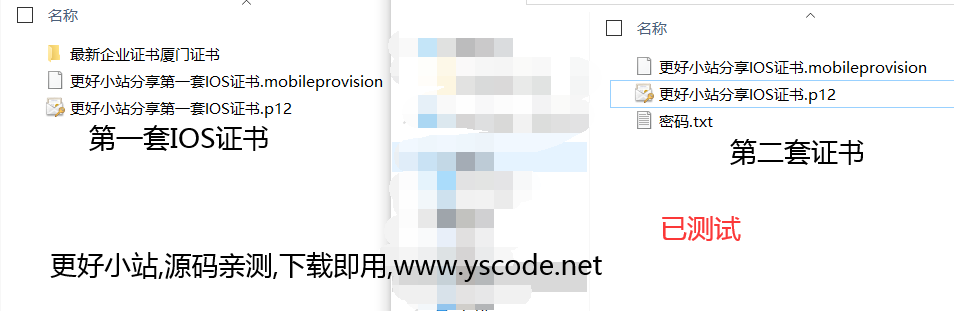 名称
最新企业证书厦门证书
更好小站分享第一套IOS证书.mobileprovision
更好小站分享第一套IOS证书.p12
第一套IOS证书
名称
更好小站分享IOS证书.mobileprovision
更好小站分享IOS证书.p12
密码.txt
第二套证书
已测试
更好小站,源码亲测,下载即用,www.yscode.net